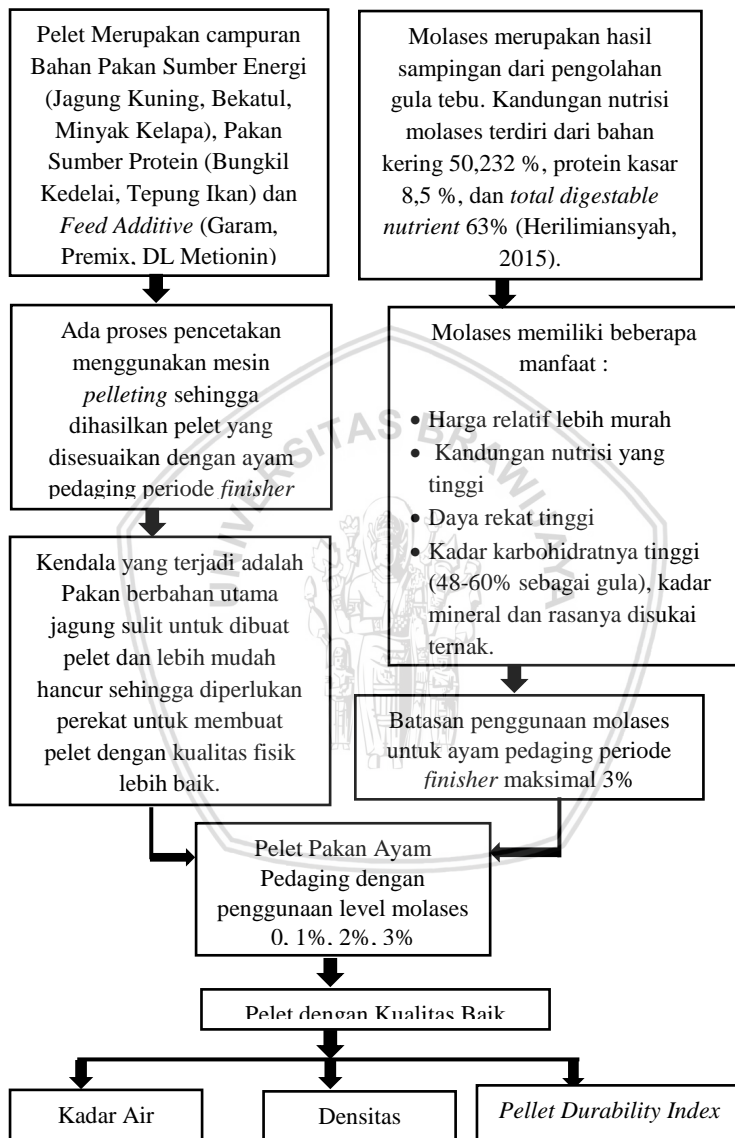 Pelet Merupakan campuran
Bahan Pakan Sumber Energi
(Jagung Kuning, Bekatul,
Minyak Kelapa), Pakan
Sumber Protein (Bungkil
Kedelai, Tepung Ikan) dan
Feed Additive (Garam,
Premix, DL Metionin)
Molases merupakan hasil
sampingan dari pengolahan
gula tebu. Kandungan nutrisi
molases terdiri dari bahan
kering 50,232 %, protein kasar
8,5 %, dan total digestable
nutrient 63% (Herilimiansyah,
2015).
Ada proses pencetakan
menggunakan mesin
pelleting sehingga
dihasilkan pelet yang
disesuaikan dengan ayam
pedaging periode finisher
Molases memiliki beberapa
manfaat :
• Harga relatif lebih murah
• Kandungan nutrisi yang
tinggi
• Daya rekat tinggi
• Kadar karbohidratnya tinggi
(48-60% sebagai gula), kadar
mineral dan rasanya disukai
ternak.
Kendala yang terjadi adalah
Pakan berbahan utama
jagung sulit untuk dibuat
pelet dan lebih mudah
hancur sehingga diperlukan
perekat untuk membuat
pelet dengan kualitas fisik
lebih baik.
Batasan penggunaan molases
untuk ayam pedaging periode
finisher maksimal 3%
Pelet Pakan Ayam
Pedaging dengan
penggunaan level molases
0, 1%, 2%, 3%
Pelet dengan Kualitas Baik
Kadar Air
Densitas
Pellet Durability Index
UNIVERSITAS BRAWIJAYA